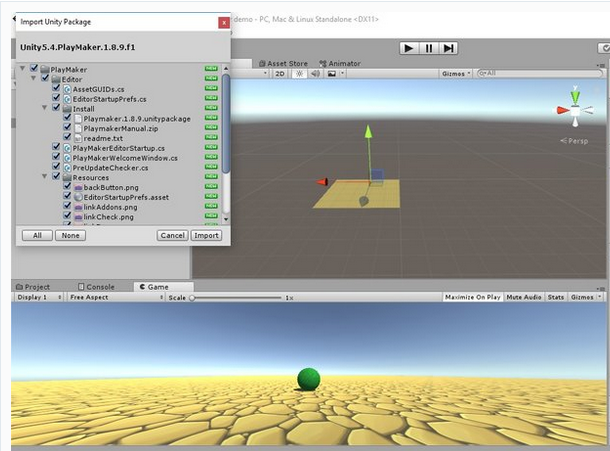 Import Unity Package
demo - PC, Mac & Linux Standalone <DX11>
Unity5.4.PlayMaker.1.8.9.f1
PlayMaker NEW
Editor NEW
AssetGUIDs.cs NEW
EditorStartupPrefs.cs NEW
Install NEW
Playmaker.1.8.9.unitypackage NEW
PlaymakerManual.zip NEW
readme.txt NEW
PlayMakerEditorStartup.cs NEW
PlayMakerWelcomeWindow.cs NEW
PreUpdateChecker.cs NEW
Resources NEW
backButton.png NEW
EditorStartupPrefs.asset NEW
linkAddons.png NEW
linkCheck.png NEW
All None Cancel Import
Asset Store Animator
2D Gizmos All
Persp
Project Console Game
Display 1 Free Aspect Scale 1x Maximize On Play Mute Audio Stats Gizmos